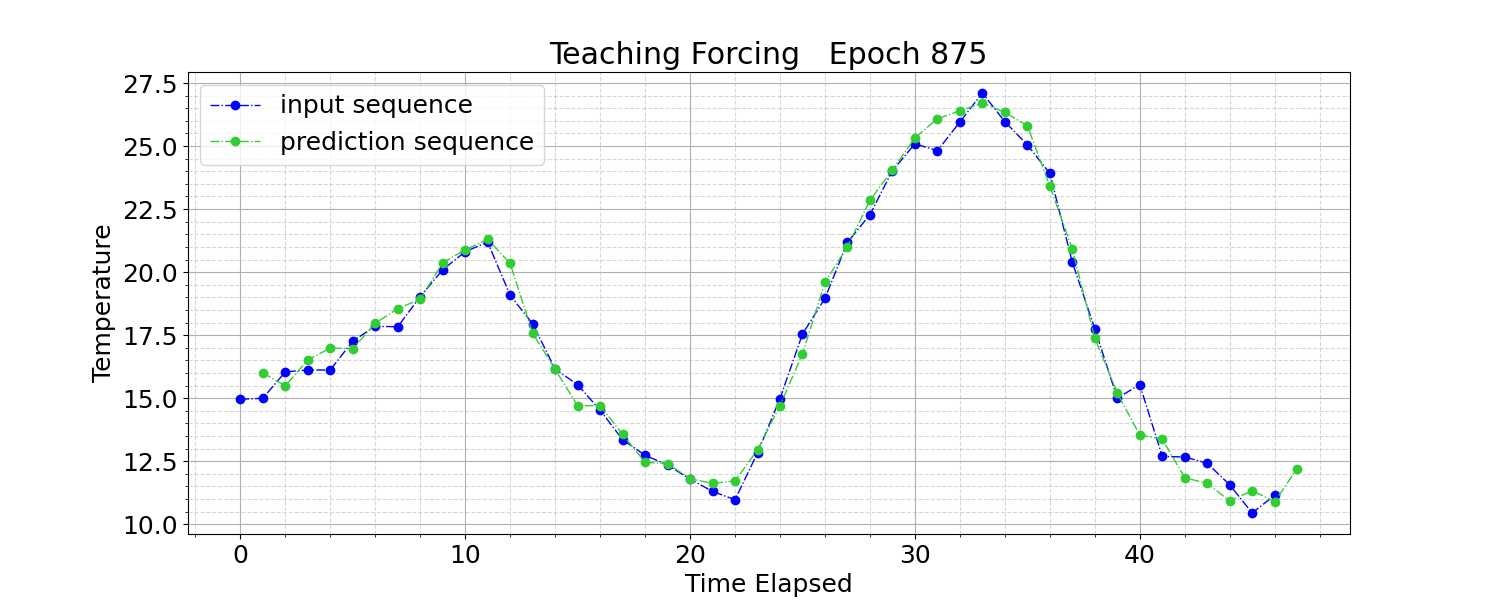 Teaching Forcing   Epoch 875
input sequence
prediction sequence
Temperature
27.5
25.0
22.5
20.0
17.5
15.0
12.5
10.0
0 10 20 30 40
Time Elapsed